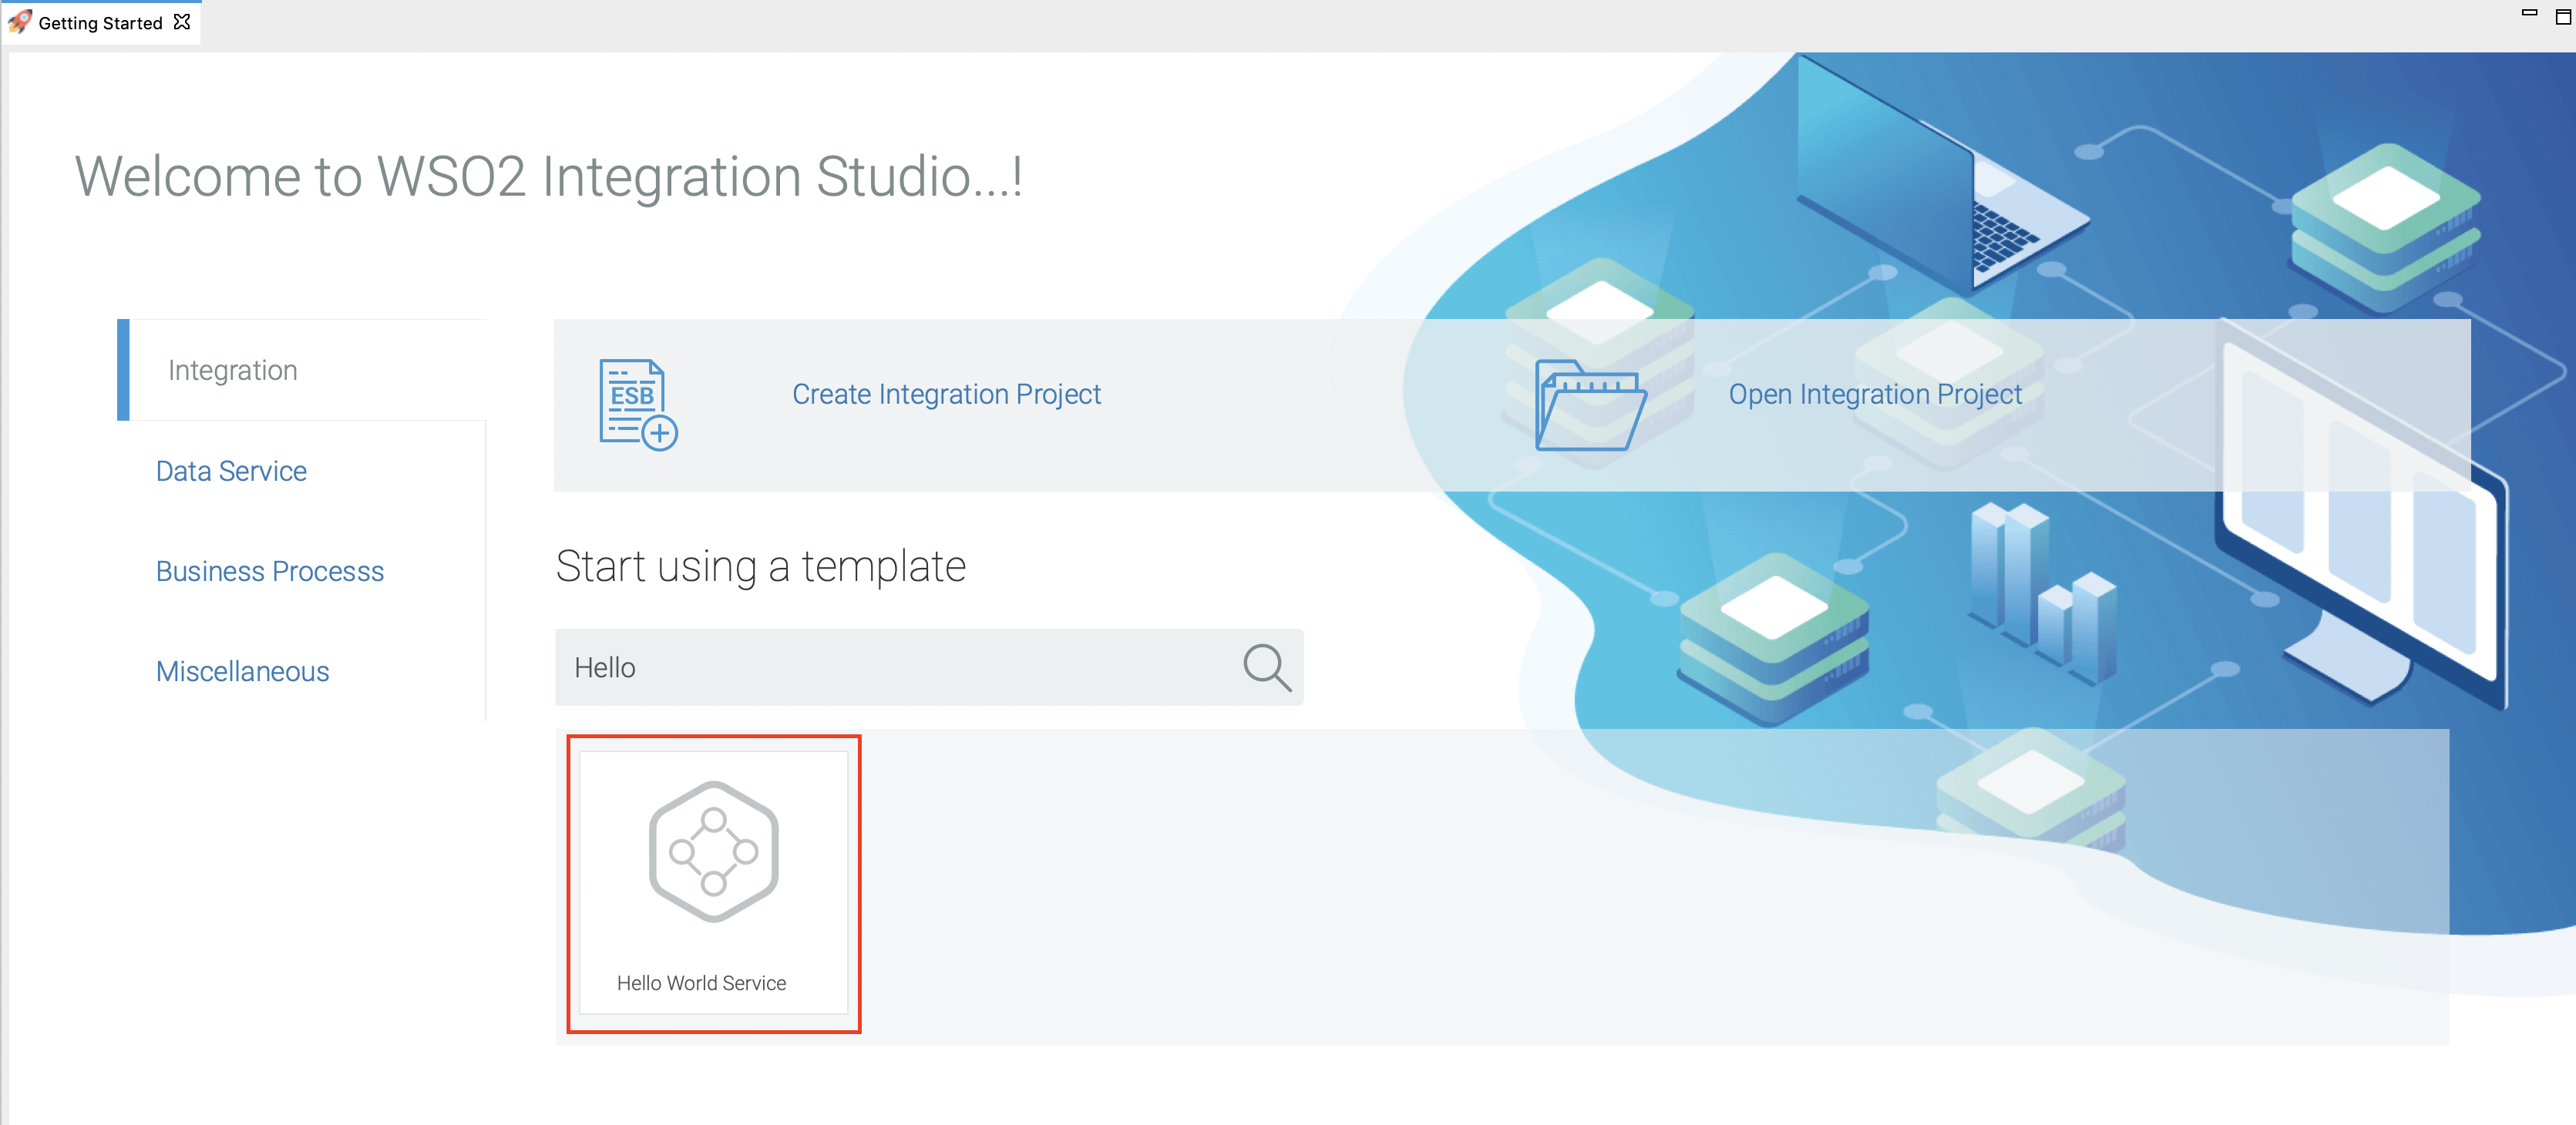 Getting Started
Welcome to WSO2 Integration Studio...!
Integration
Data Service
Business Processs
Miscellaneous
ESB
Create Integration Project
Open Integration Project
Start using a template
Hello
Hello World Service